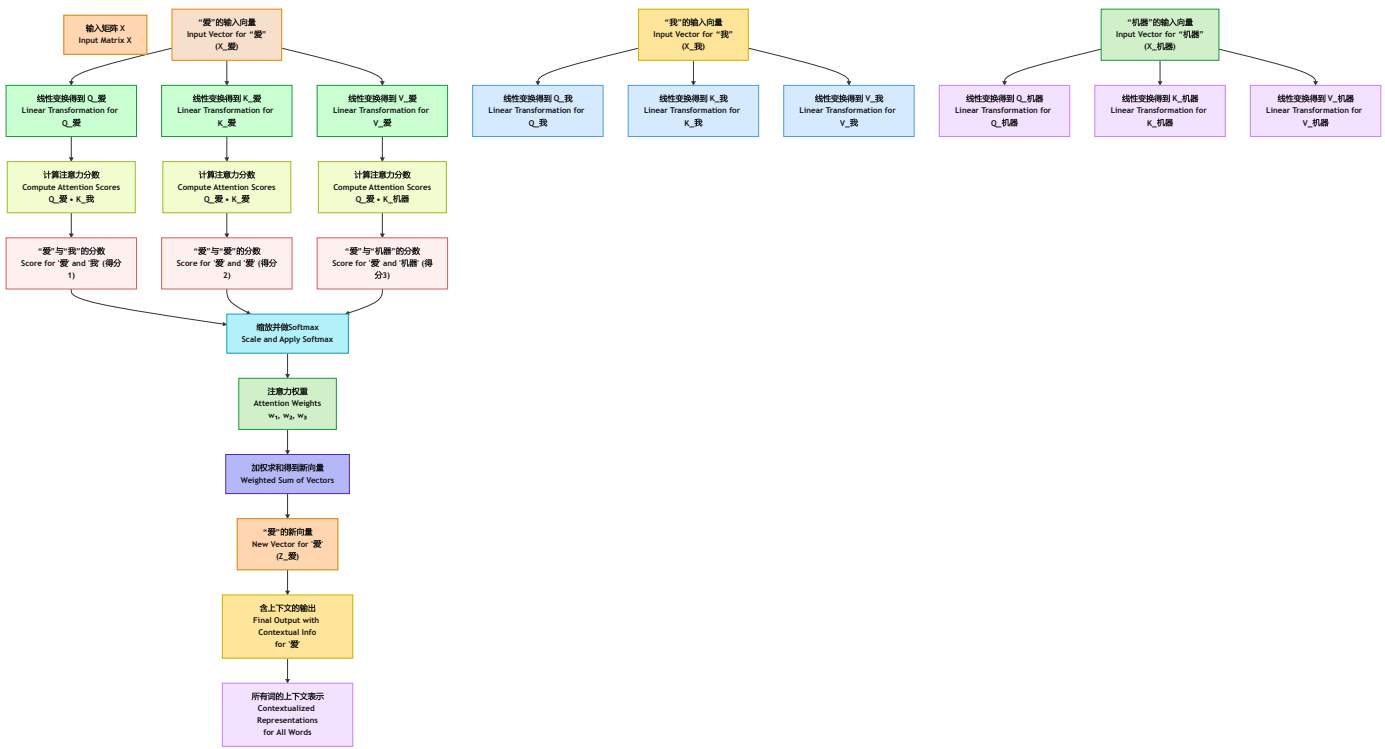 输入矩阵 X
Input Matrix X
“爱”的输入向量
Input Vector for “爱”
(X_爱)
“我”的输入向量
Input Vector for “我”
(X_我)
“机器”的输入向量
Input Vector for “机器”
(X_机器)
线性变换得到 Q_爱
Linear Transformation for
Q_爱
线性变换得到 K_爱
Linear Transformation for
K_爱
线性变换得到 V_爱
Linear Transformation for
V_爱
线性变换得到 Q_我
Linear Transformation for
Q_我
线性变换得到 K_我
Linear Transformation for
K_我
线性变换得到 V_我
Linear Transformation for
V_我
线性变换得到 Q_机器
Linear Transformation for
Q_机器
线性变换得到 K_机器
Linear Transformation for
K_机器
线性变换得到 V_机器
Linear Transformation for
V_机器
计算注意力分数
Compute Attention Scores
Q_爱 • K_我
计算注意力分数
Compute Attention Scores
Q_爱 • K_爱
计算注意力分数
Compute Attention Scores
Q_爱 • K_机器
“爱”与“我”的分数
Score for '爱' and '我' (得分
1)
“爱”与“爱”的分数
Score for '爱' and '爱' (得分
2)
“爱”与“机器”的分数
Score for '爱' and '机器' (得
分3)
缩放并做Softmax
Scale and Apply Softmax
注意力权重
Attention Weights
w₁, w₂, w₃
加权求和得到新向量
Weighted Sum of Vectors
“爱”的新向量
New Vector for '爱'
(Z_爱)
含上下文的输出
Final Output with
Contextual Info
for '爱'
所有词的上下文表示
Contextualized
Representations
for All Words